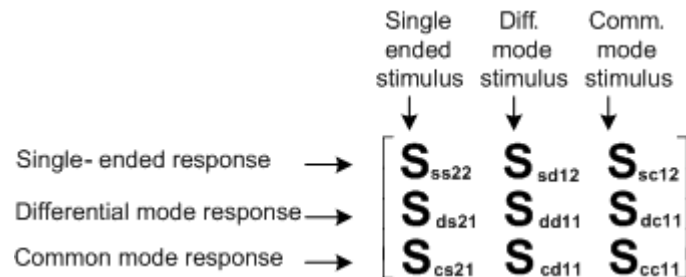 Single Diff. Comm.
ended mode mode
stimulus stimulus stimulus
Single- ended response Sss22 Ssd12 Ssc12
Differential mode response Sds21 Sdd11 Sdc11
Common mode response Scs21 Scd11 Scc11